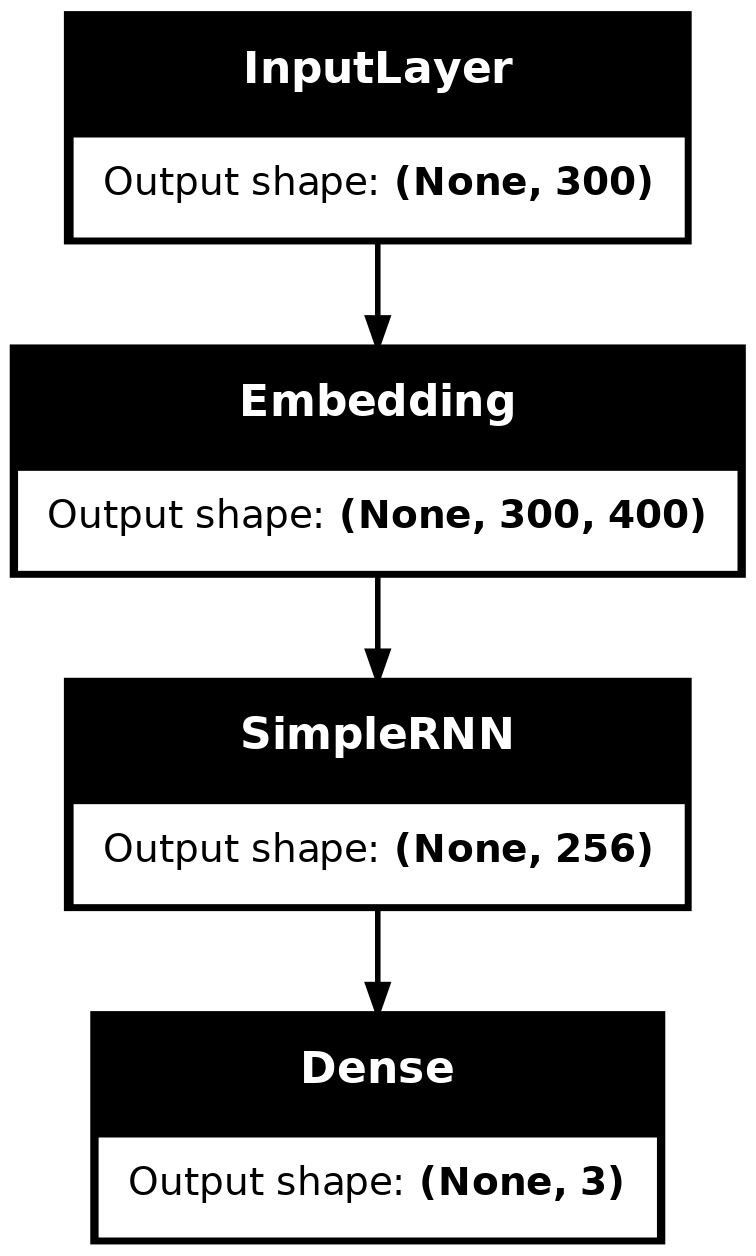 InputLayer
Output shape: (None, 300)
Embedding
Output shape: (None, 300, 400)
SimpleRNN
Output shape: (None, 256)
Dense
Output shape: (None, 3)